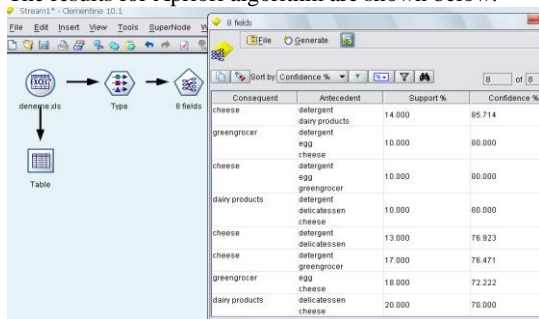 The results for Apriori algorithm are shown below.
Stream1* - Clementine 10.1
File Edit Insert View Tools SuperNode W
EXCEL
deneme.xls
Type
8 fields
Table
8 fields
File Generate
Sort by: Confidence %
8 of 8
Consequent Antecedent Support % Confidence %
cheese detergent
dairy products 14.000 85.714
greengrocer detergent
egg 10.000 80.000
cheese
cheese detergent
egg 10.000 80.000
greengrocer
dairy products detergent
delicatessen 10.000 80.000
cheese
cheese detergent
delicatessen 13.000 76.923
cheese detergent
greengrocer 17.000 76.471
greengrocer egg
cheese 18.000 72.222
dairy products delicatessen
cheese 20.000 70.000